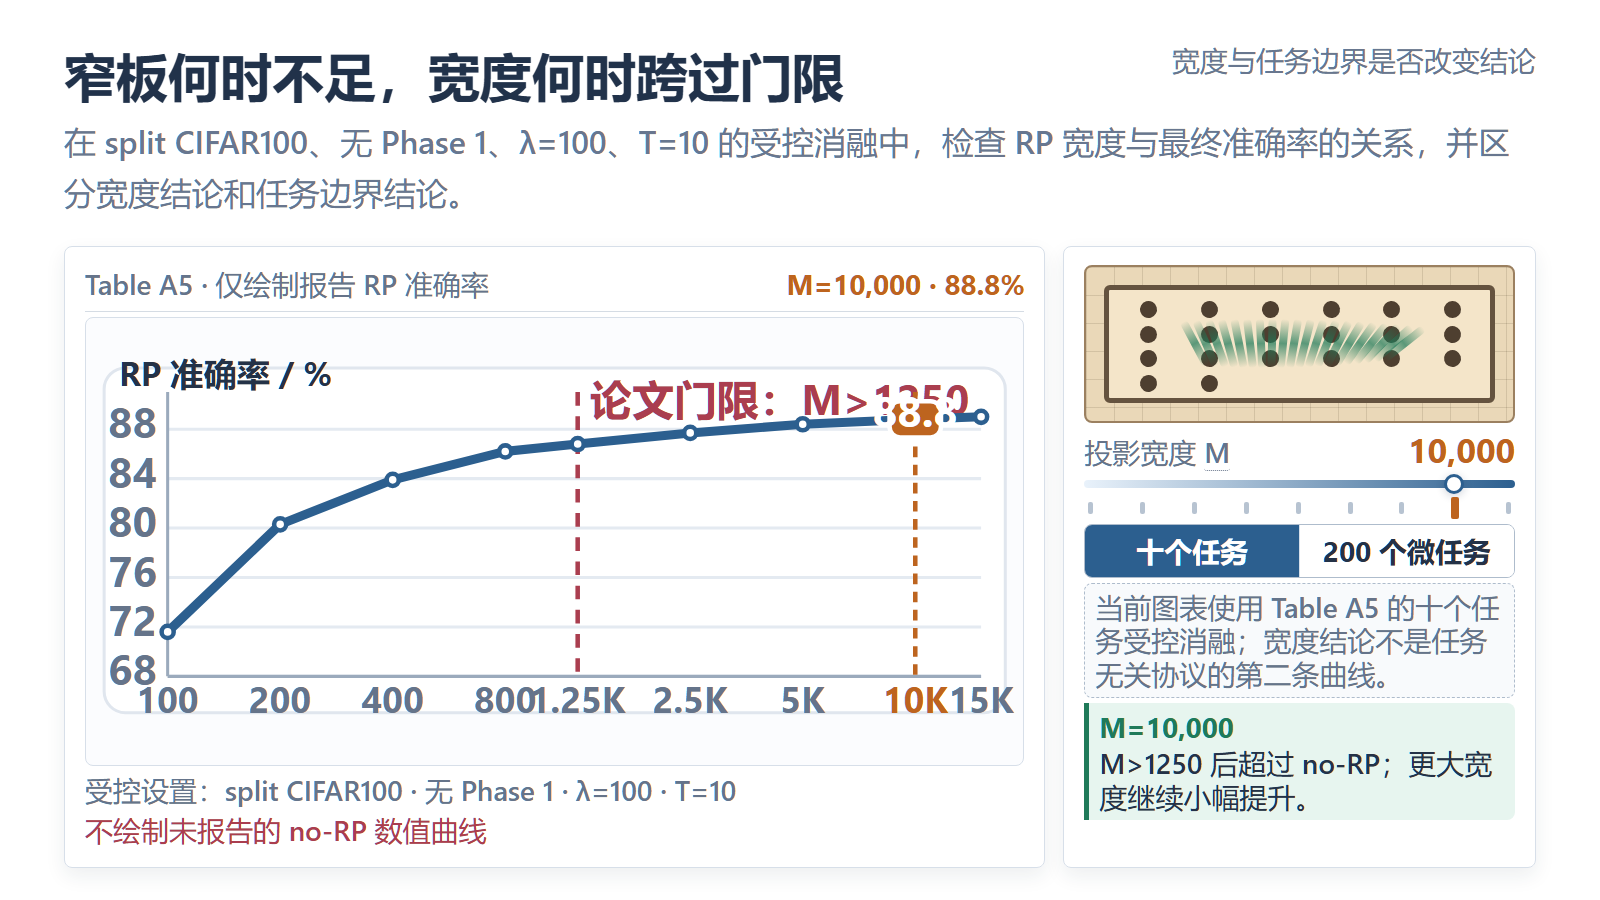 窄板何时不足，宽度何时跨过门限
宽度与任务边界是否改变结论
在 split CIFAR100、无 Phase 1、λ=100、T=10 的受控消融中，检查 RP 宽度与最终准确率的关系，并区
分宽度结论和任务边界结论。
Table A5 · 仅绘制报告 RP 准确率
M=10,000 · 88.8%
RP 准确率 / %
论文门限：M>1250
88
84
80
76
72
68
100 200 400 800 1.25K 2.5K 5K 10K 15K
受控设置：split CIFAR100 · 无 Phase 1 · λ=100 · T=10
不绘制未报告的 no-RP 数值曲线
投影宽度 M
10,000
十个任务
200 个微任务
当前图表使用 Table A5 的十个任
务受控消融；宽度结论不是任务
无关协议的第二条曲线。
M=10,000
M>1250 后超过 no-RP；更大宽
度继续小幅提升。